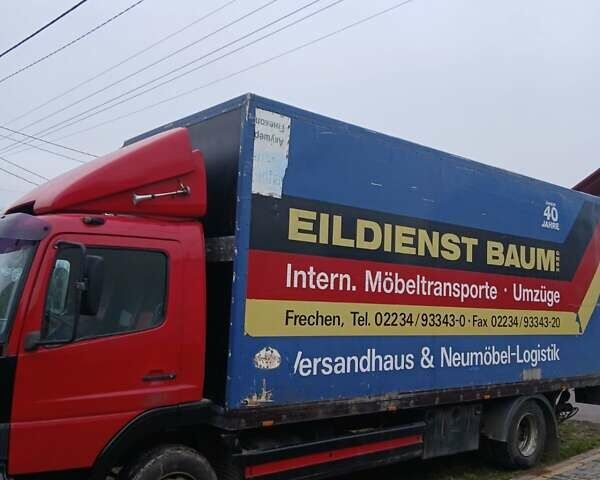 40
JAHRE
EILDIENST BAUM
Intern. Möbeltransporte · Umzüge
Frechen, Tel. 02234/93343-0 · Fax 02234/93343-20
Versandhaus & Neumöbel-Logistik